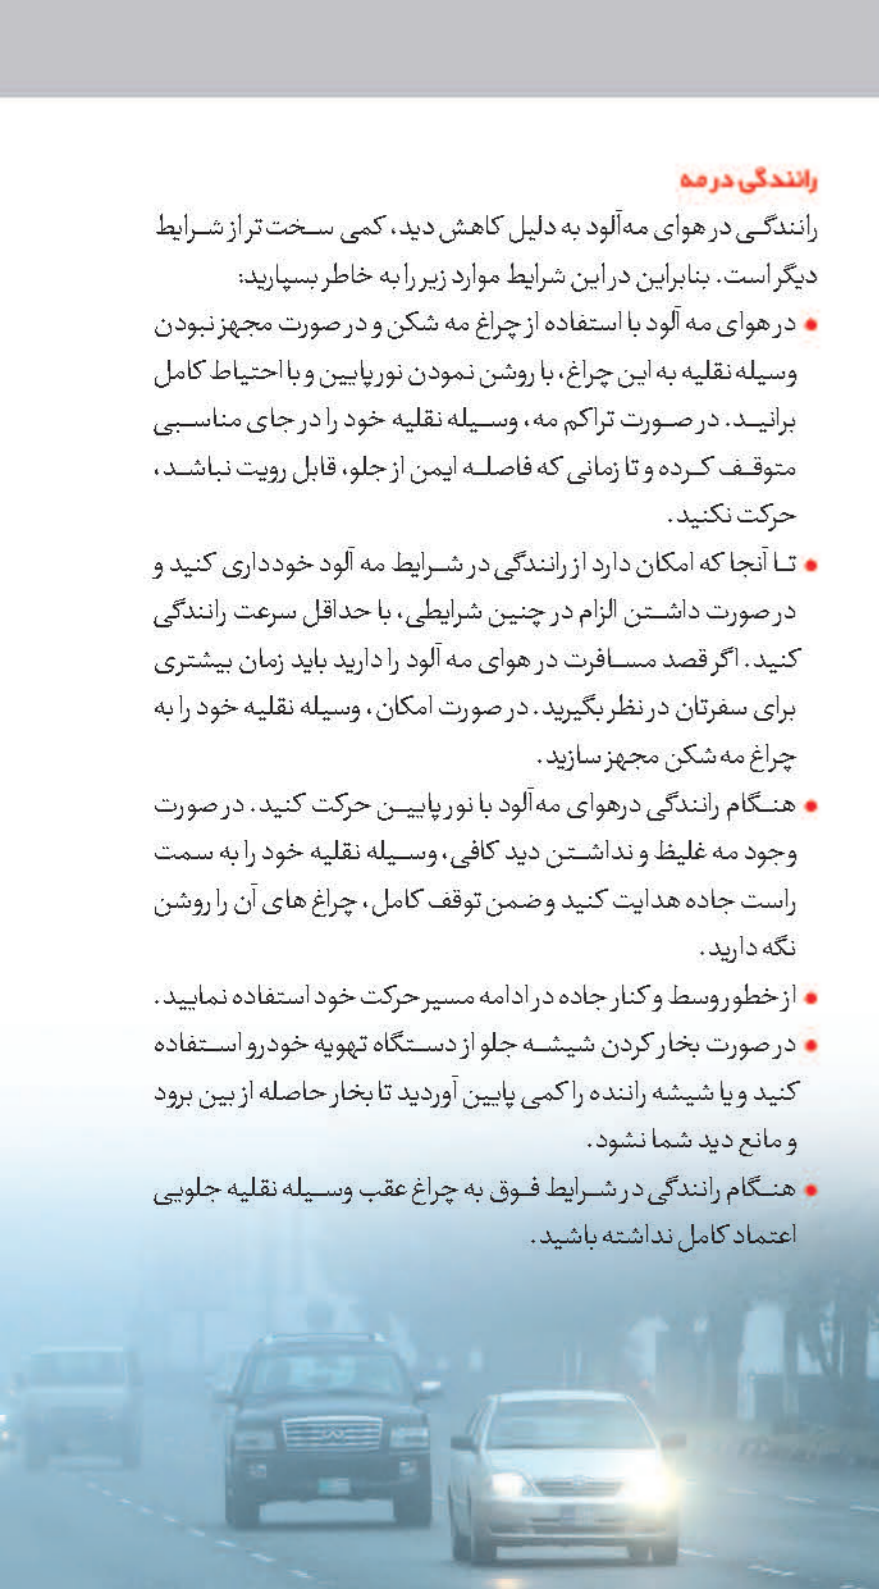 رانندگی در مه
رانندگی در هوای مه‌آلود به دلیل کاهش دید، کمی سخت‌تر از شرایط
دیگر است. بنابراین در این شرایط موارد زیر را به خاطر بسپارید:
• در هوای مه آلود با استفاده از چراغ مه شکن و در صورت مجهز نبودن
وسیله نقلیه به این چراغ، با روشن نمودن نور پایین و با احتیاط کامل
برانید. در صورت تراکم مه، وسیله نقلیه خود را در جای مناسبی
متوقف کرده و تا زمانی که فاصله ایمن از جلو، قابل رویت نباشد،
حرکت نکنید.
• تا آنجا که امکان دارد از رانندگی در شرایط مه آلود خودداری کنید و
در صورت داشتن الزام در چنین شرایطی، با حداقل سرعت رانندگی
کنید. اگر قصد مسافرت در هوای مه آلود را دارید باید زمان بیشتری
برای سفرتان در نظر بگیرید. در صورت امکان، وسیله نقلیه خود را به
چراغ مه شکن مجهز سازید.
• هنگام رانندگی درهوای مه‌آلود با نور پایین حرکت کنید. در صورت
وجود مه غلیظ و نداشتن دید کافی، وسیله نقلیه خود را به سمت
راست جاده هدایت کنید و ضمن توقف کامل، چراغ های آن را روشن
نگه دارید.
• از خطور وسط و کنار جاده در ادامه مسیر حرکت خود استفاده نمایید.
• در صورت بخار کردن شیشه جلو از دستگاه تهویه خودرو استفاده
کنید و یا شیشه راننده را کمی پایین آوردید تا بخار حاصله از بین برود
و مانع دید شما نشود.
• هنگام رانندگی در شرایط فوق به چراغ عقب وسیله نقلیه جلویی
اعتماد کامل نداشته باشید.